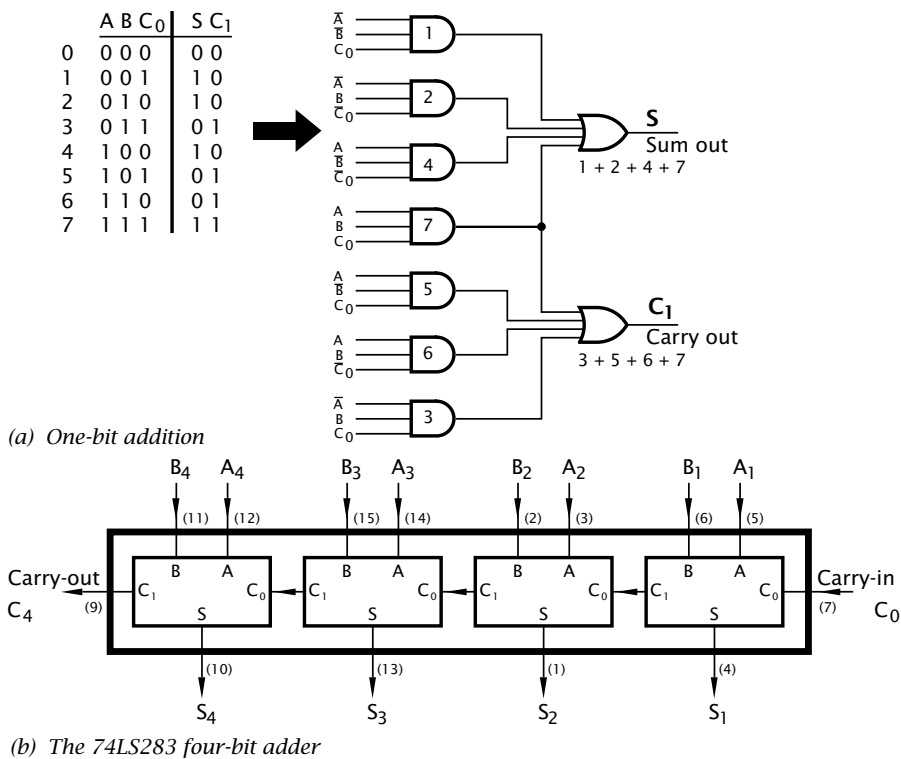 A B C₀ S C₁
0 0 0 0 0 0
1 0 0 1 1 0
2 0 1 0 1 0
3 0 1 1 0 1
4 1 0 0 1 0
5 1 0 1 0 1
6 1 1 0 0 1
7 1 1 1 1 1
A̅
B̅ 1
C₀
A̅
B 2
C̅₀
A
B̅ 4
C̅₀
A
B 7
C₀
A
B̅ 5
C₀
A
B 6
C̅₀
A̅
B 3
C₀
S
Sum out
1 + 2 + 4 + 7
C₁
Carry out
3 + 5 + 6 + 7
(a) One-bit addition
B₄ A₄ B₃ A₃ B₂ A₂ B₁ A₁
(11) (12) (15) (14) (2) (3) (6) (5)
B A B A B A B A
Carry-out Carry-in
C₁ C₀ C₁ C₀ C₁ C₀ C₁ C₀
(9) (7)
C₄ C₀
S S S S
(10) (13) (1) (4)
S₄ S₃ S₂ S₁
(b) The 74LS283 four-bit adder